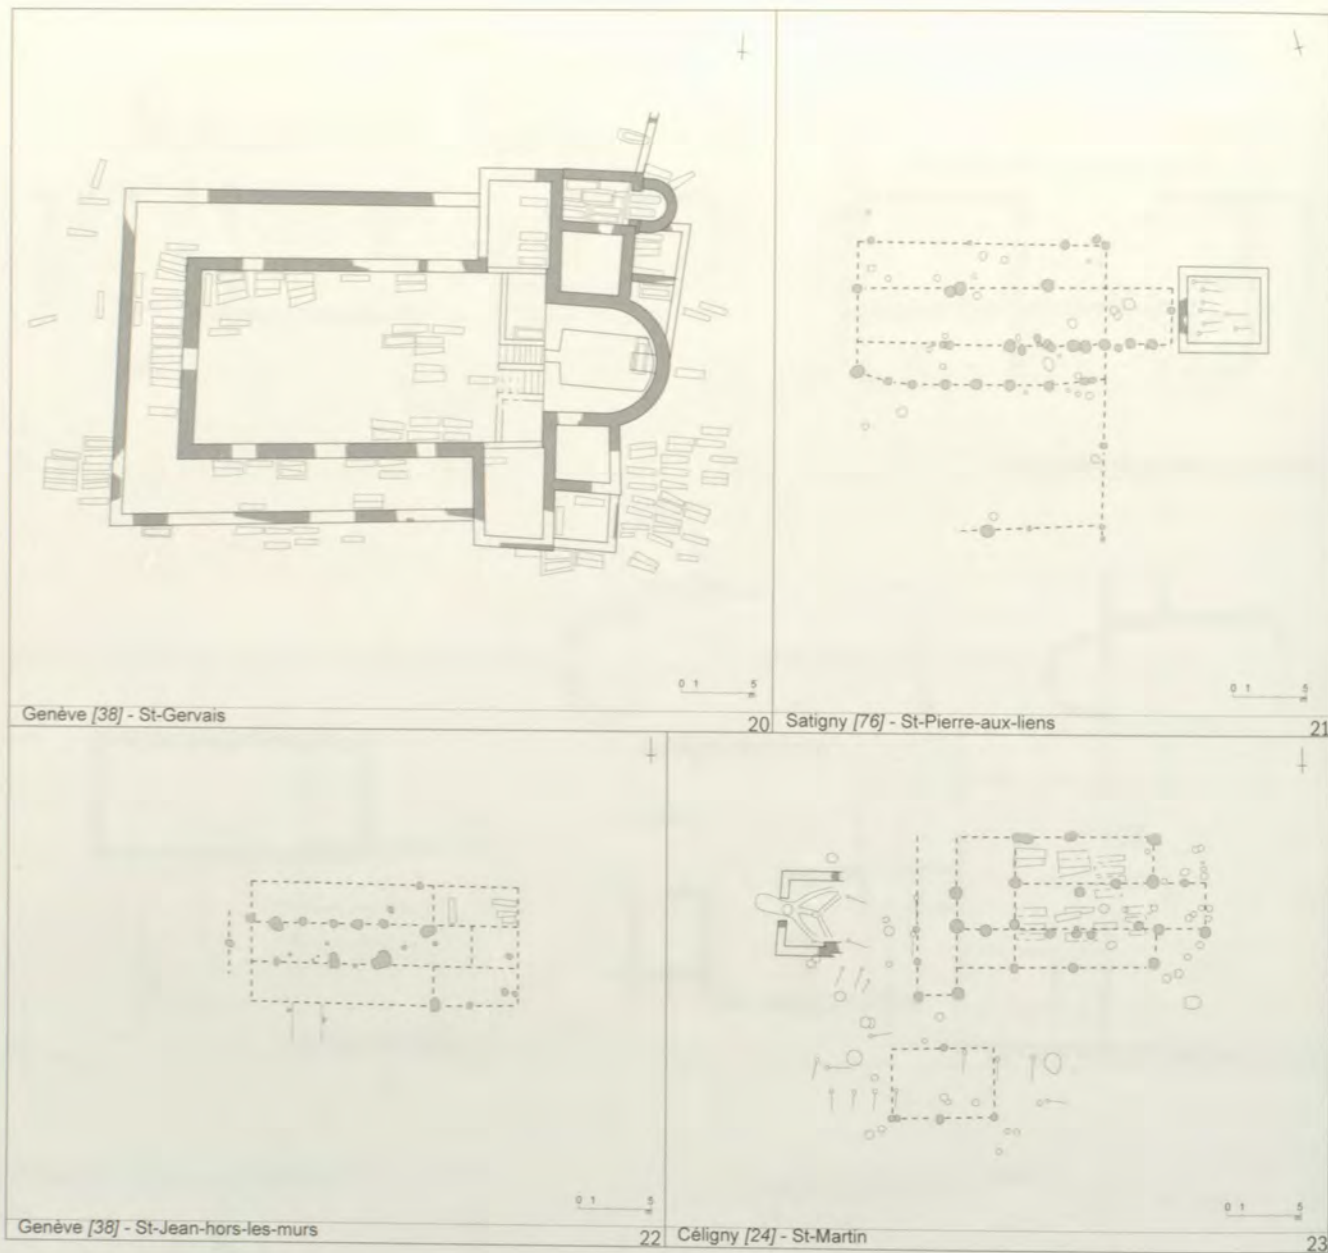 0 1 5
m
Genève [38] - St-Gervais 20
0 1 5
m
Satigny [76] - St-Pierre-aux-liens 21
0 1 5
m
Genève [38] - St-Jean-hors-les-murs 22
0 1 5
m
Céligny [24] - St-Martin 23